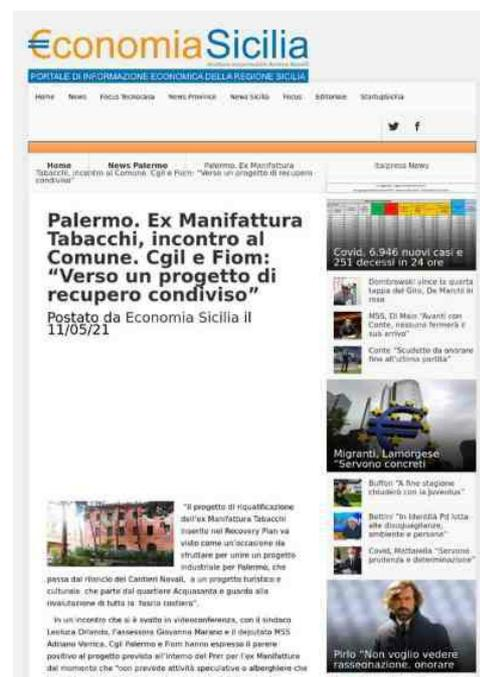 €conomiaSicilia
PORTALE DI INFORMAZIONE ECONOMICA DELLA REGIONE SICILIA
Home News Focus Tecnocasa News Province News Sicilia Focus Editoriale StartupSicilia
Home News Palermo Palermo. Ex Manifattura
Tabacchi, incontro al Comune. Cgil e Fiom: "Verso un progetto di recupero
condiviso"
Palermo. Ex Manifattura
Tabacchi, incontro al
Comune. Cgil e Fiom:
“Verso un progetto di
recupero condiviso”
Postato da Economia Sicilia il
11/05/21
"Il progetto di riqualificazione
dell'ex Manifattura Tabacchi
inserito nel Recovery Plan va
visto come un'occasione da
sfruttare per unire un progetto
industriale per Palermo, che
passa dal rilancio dei Cantieri Navali, a un progetto turistico e
culturale che parte dal quartiere Acquasanta e guarda alla
rivalutazione di tutta la fascia costiera".
In un incontro che si è svolto in videoconferenza, con il sindaco
Leoluca Orlando, l'assessora Giovanna Marano e il deputato M5S
Adriano Varrica, Cgil Palermo e Fiom hanno espresso il parere
positivo al progetto previsto all'interno del Pnrr per l'ex Manifattura
dal momento che "non prevede attività speculative o alberghiere che
Italpress News
Covid, 6.946 nuovi casi e
251 decessi in 24 ore
Dombrowski vince la quarta
tappa del Giro, De Marchi in
rosa
M5S, Di Maio "Avanti con
Conte, nessuno fermerà il
suo arrivo"
Conte "Scudetto da onorare
fino all'ultima partita"
Migranti, Lamorgese
"Servono concreti
Buffon "A fine stagione
chiuderò con la Juventus"
Bettini "In identità Pd lotta
alle disuguaglianze,
ambiente e persona"
Covid, Mattarella "Servono
prudenza e determinazione"
Pirlo "Non voglio vedere
rassegnazione, onorare